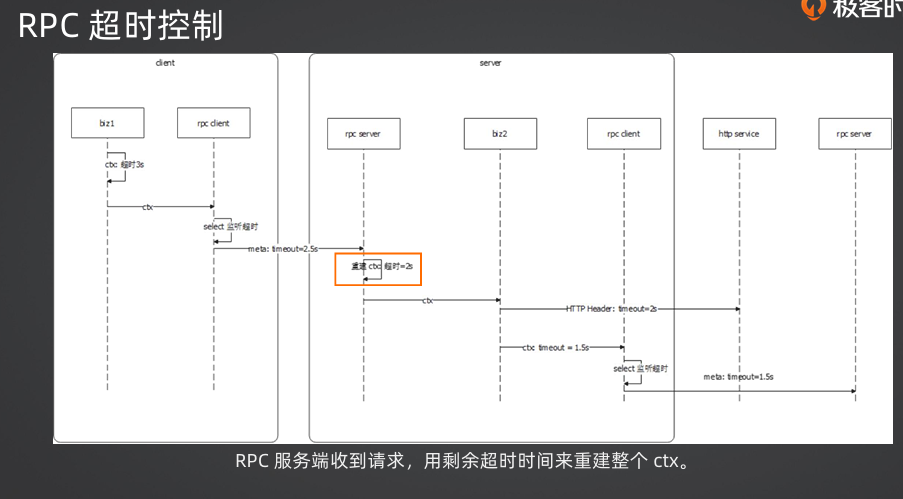 RPC 超时控制
极客时
client
server
biz1
rpc client
rpc server
biz2
rpc client
http service
rpc server
ctx 超时3s
ctx
select 监听超时
meta: timeout=2.5s
重建 ctx 超时=2s
ctx
HTTP Header: timeout=2s
ctx timeout = 1.5s
select 监听超时
meta: timeout=1.5s
RPC 服务端收到请求，用剩余超时时间来重建整个 ctx。